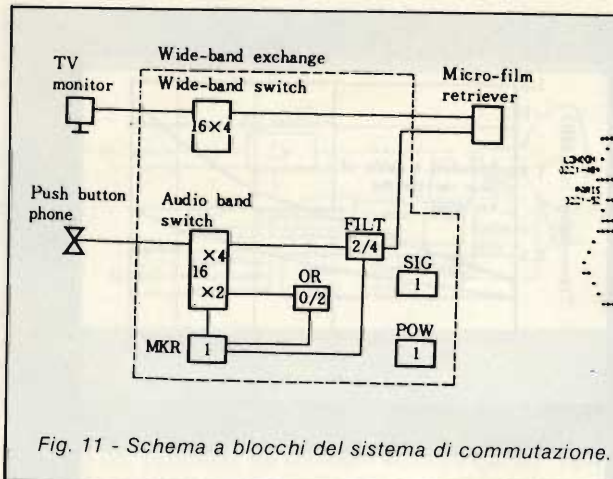 Wide-band exchange
TV
monitor
Wide-band switch
Micro-film
retriever
16×4
Push button
phone
Audio band
switch
FILT
×4
2/4
16
×2
OR
0/2
SIG
1
MKR
1
POW
1
LONDON
PARIS
Fig. 11 - Schema a blocchi del sistema di commutazione.